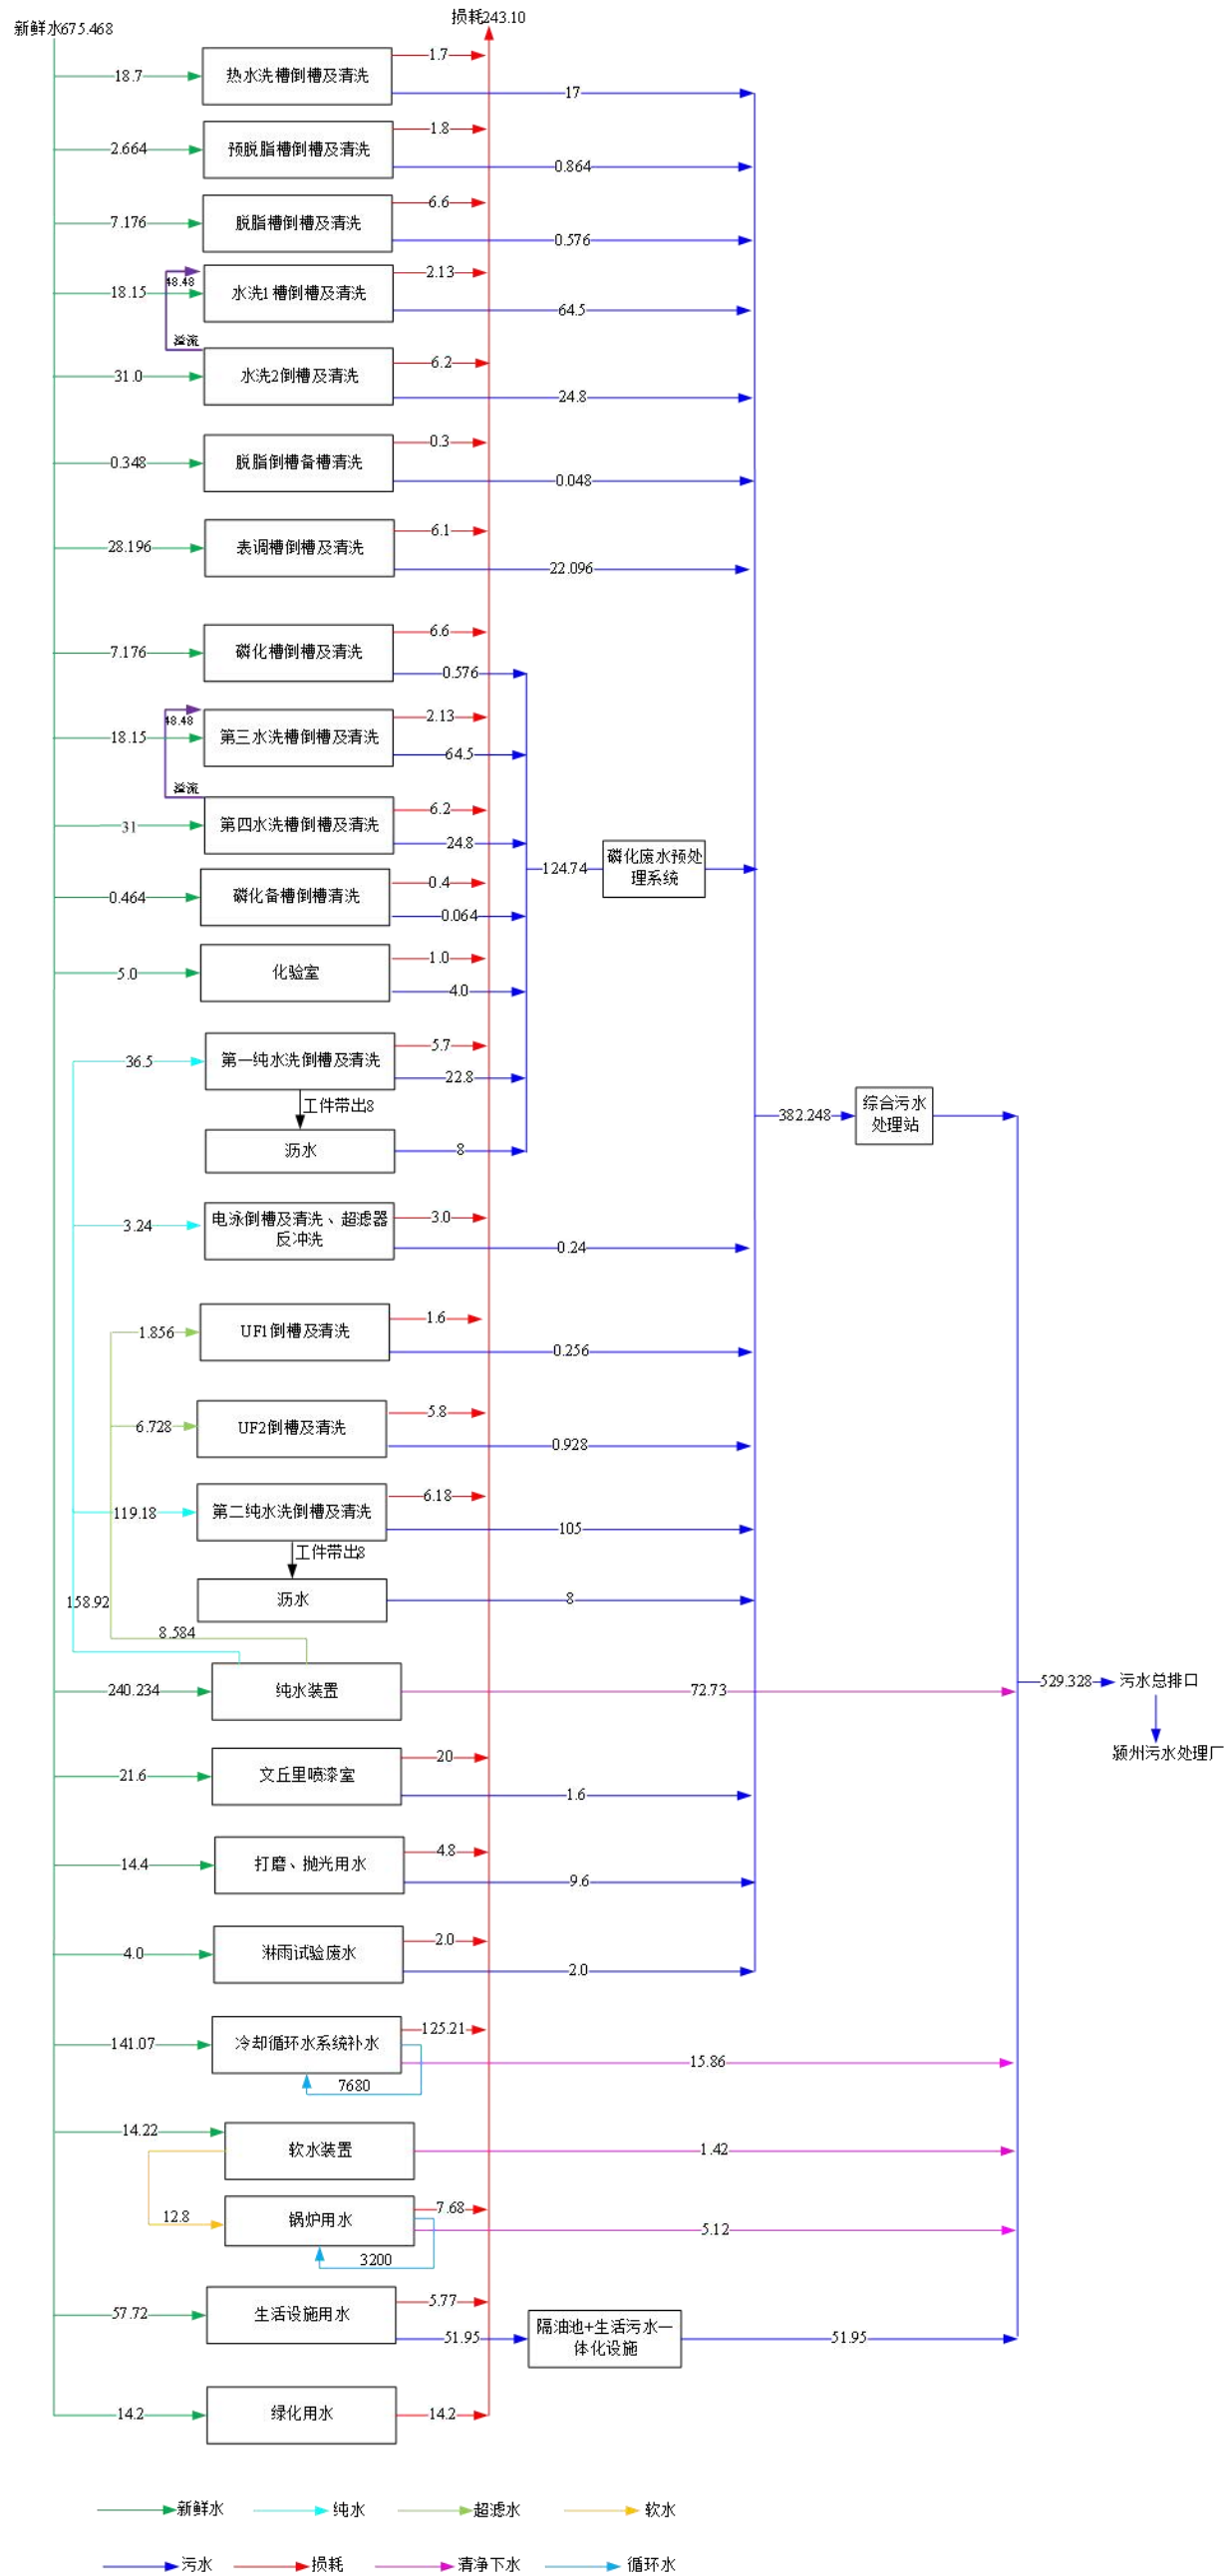 新鲜水675.468
损耗243.10
18.7
热水洗槽倒槽及清洗
1.7
17
2.664
预脱脂槽倒槽及清洗
1.8
0.864
7.176
脱脂槽倒槽及清洗
6.6
0.576
48.48
18.15
水洗1槽倒槽及清洗
2.13
64.5
溢流
31.0
水洗2倒槽及清洗
6.2
24.8
0.348
脱脂倒槽备槽清洗
0.3
0.048
28.196
表调槽倒槽及清洗
6.1
22.096
7.176
磷化槽倒槽及清洗
6.6
0.576
48.48
18.15
第三水洗槽倒槽及清洗
2.13
64.5
溢流
31
第四水洗槽倒槽及清洗
6.2
24.8
124.74
磷化废水预处
理系统
0.464
磷化备槽倒槽清洗
0.4
0.064
5.0
化验室
1.0
4.0
36.5
第一纯水洗倒槽及清洗
5.7
22.8
工件带出8
沥水
8
382.248
综合污水
处理站
3.24
电泳倒槽及清洗、超滤器
反冲洗
3.0
0.24
1.856
UF1倒槽及清洗
1.6
0.256
6.728
UF2倒槽及清洗
5.8
0.928
119.18
第二纯水洗倒槽及清洗
6.18
105
工件带出8
沥水
8
158.92
8.584
240.234
纯水装置
72.73
529.328
污水总排口
颍州污水处理厂
21.6
文丘里喷漆室
20
1.6
14.4
打磨、抛光用水
4.8
9.6
4.0
淋雨试验废水
2.0
2.0
141.07
冷却循环水系统补水
125.21
15.86
7680
14.22
软水装置
1.42
12.8
锅炉用水
7.68
5.12
3200
57.72
生活设施用水
5.77
51.95
隔油池+生活污水一
体化设施
51.95
14.2
绿化用水
14.2
新鲜水
纯水
超滤水
软水
污水
损耗
清净下水
循环水